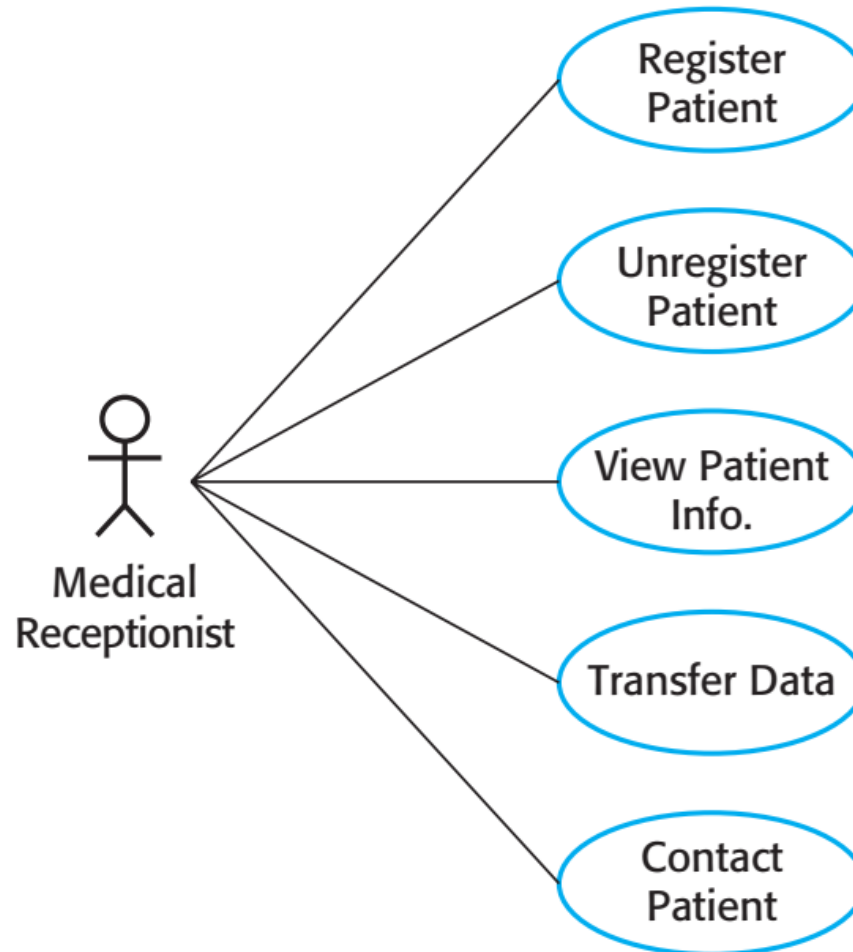 Register
Patient
Unregister
Patient
View Patient
Info.
Medical
Receptionist
Transfer Data
Contact
Patient